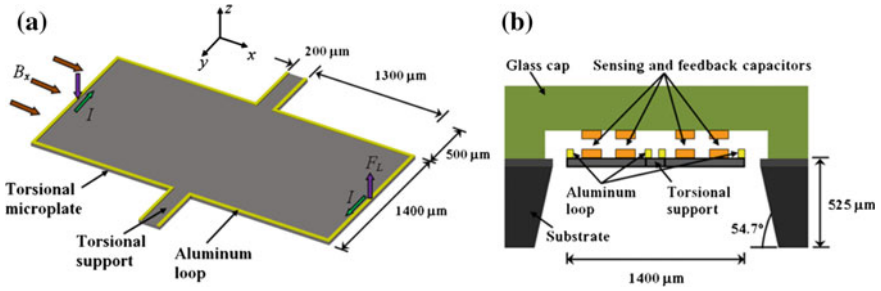 (a)
z
x
y
200 µm
1300 µm
B_x
I
500 µm
F_L
I
1400 µm
Torsional
microplate
Torsional
support
Aluminum
loop
(b)
Glass cap
Sensing and feedback capacitors
Aluminum
loop
Torsional
support
Substrate
54.7°
525 µm
1400 µm